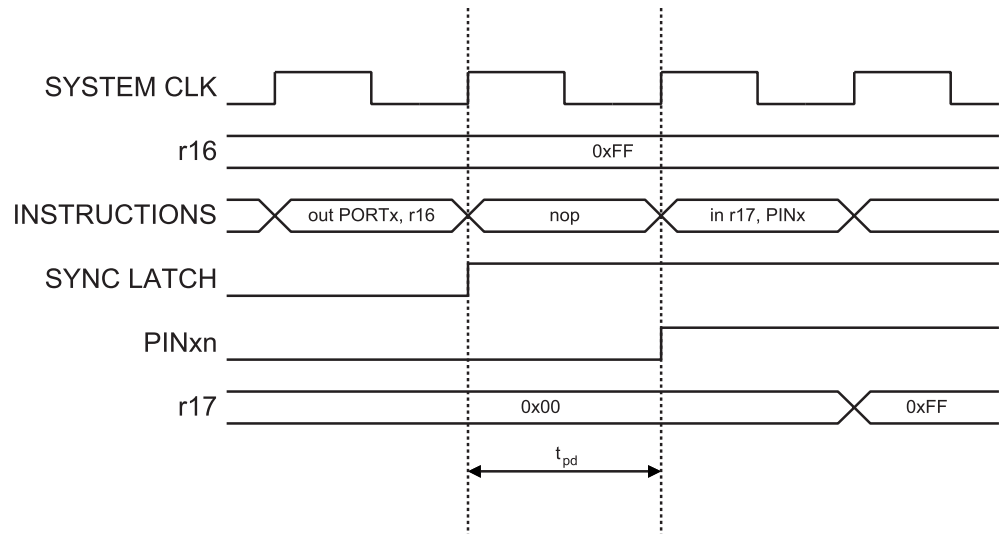 SYSTEM CLK
r16
0xFF
INSTRUCTIONS
out PORTx, r16
nop
in r17, PINx
SYNC LATCH
PINxn
r17
0x00
0xFF
tpd